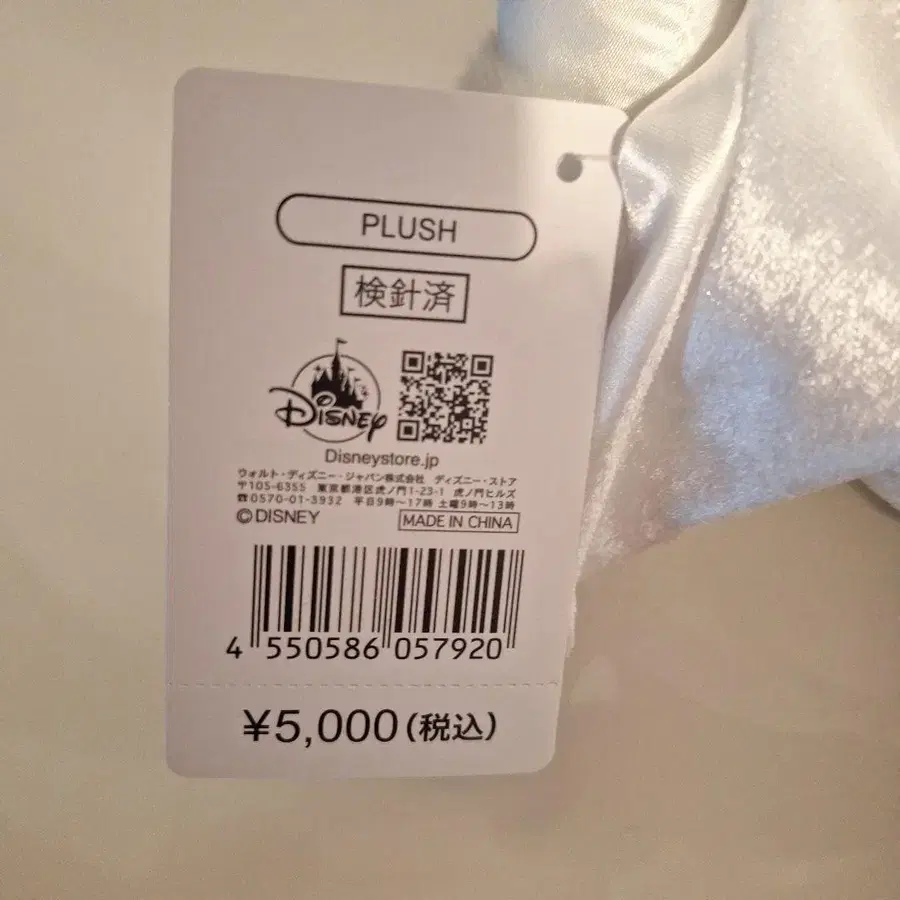 PLUSH
検針済
DISNEY
Disneystore.jp
ウォルト・ディズニー・ジャパン株式会社 ディズニー・ストア
〒105-6355 東京都港区虎ノ門1-23-1 虎ノ門ヒルズ
☎0570-01-3932 平日9時〜17時 土曜9時〜13時
©DISNEY MADE IN CHINA
4 550586 057920
¥5,000(税込)